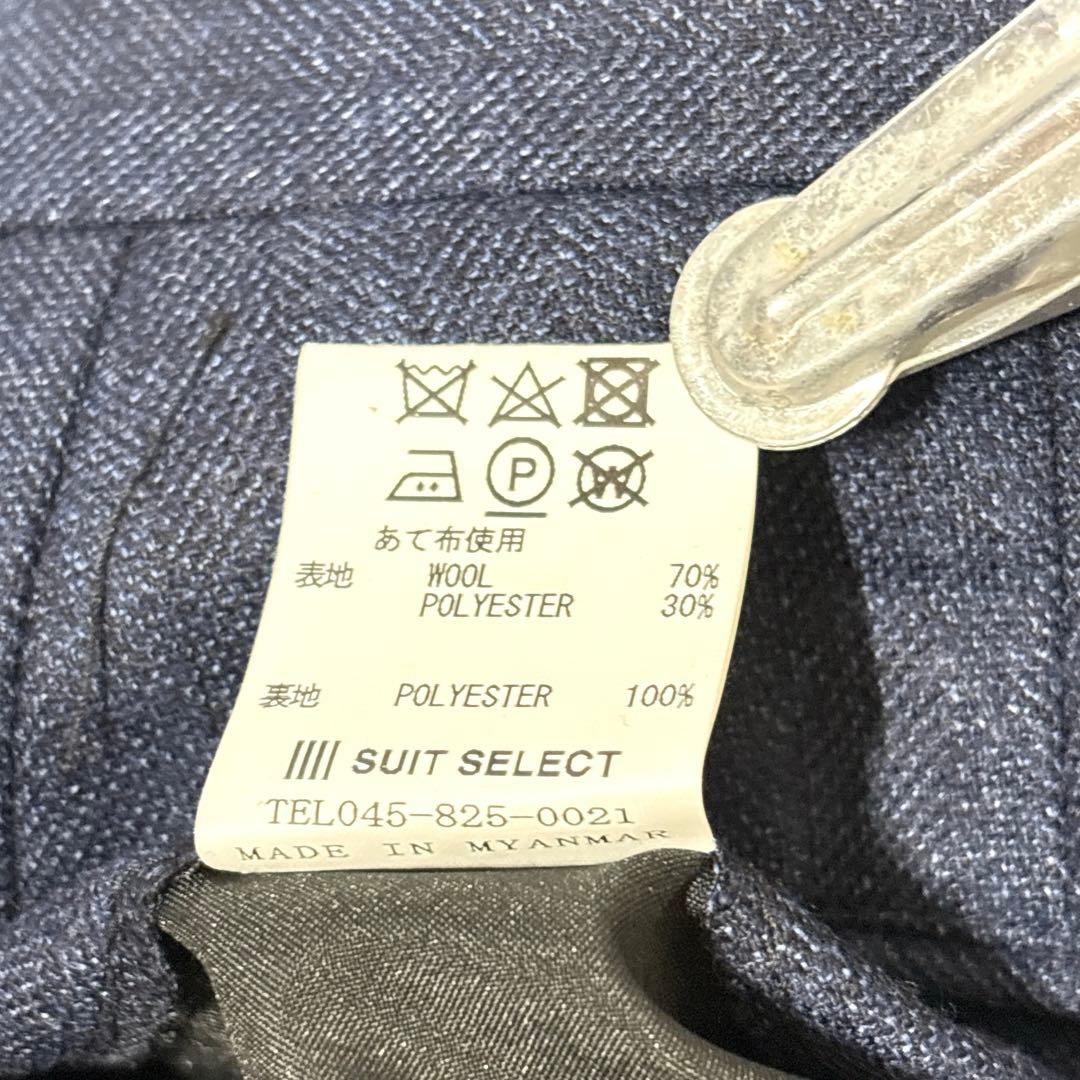 P W
あて布使用
表地 WOOL 70%
POLYESTER 30%
裏地 POLYESTER 100%
SUIT SELECT
TEL045-825-0021
MADE IN MYANMAR